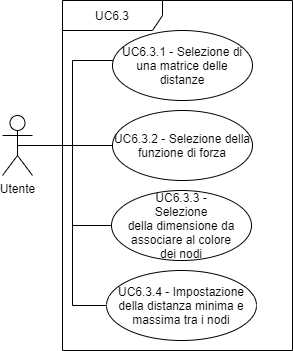 UC6.3
UC6.3.1 - Selezione di
una matrice delle
distanze
UC6.3.2 - Selezione della
funzione di forza
Utente
UC6.3.3 -
Selezione
della dimensione da
associare al colore
dei nodi
UC6.3.4 - Impostazione
della distanza minima e
massima tra i nodi